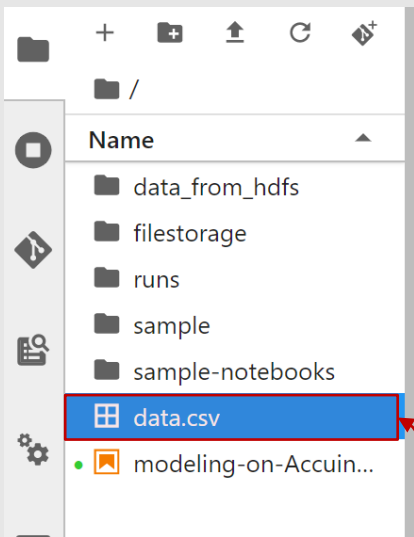 /
Name
data_from_hdfs
filestorage
runs
sample
sample-notebooks
data.csv
modeling-on-Accuin...